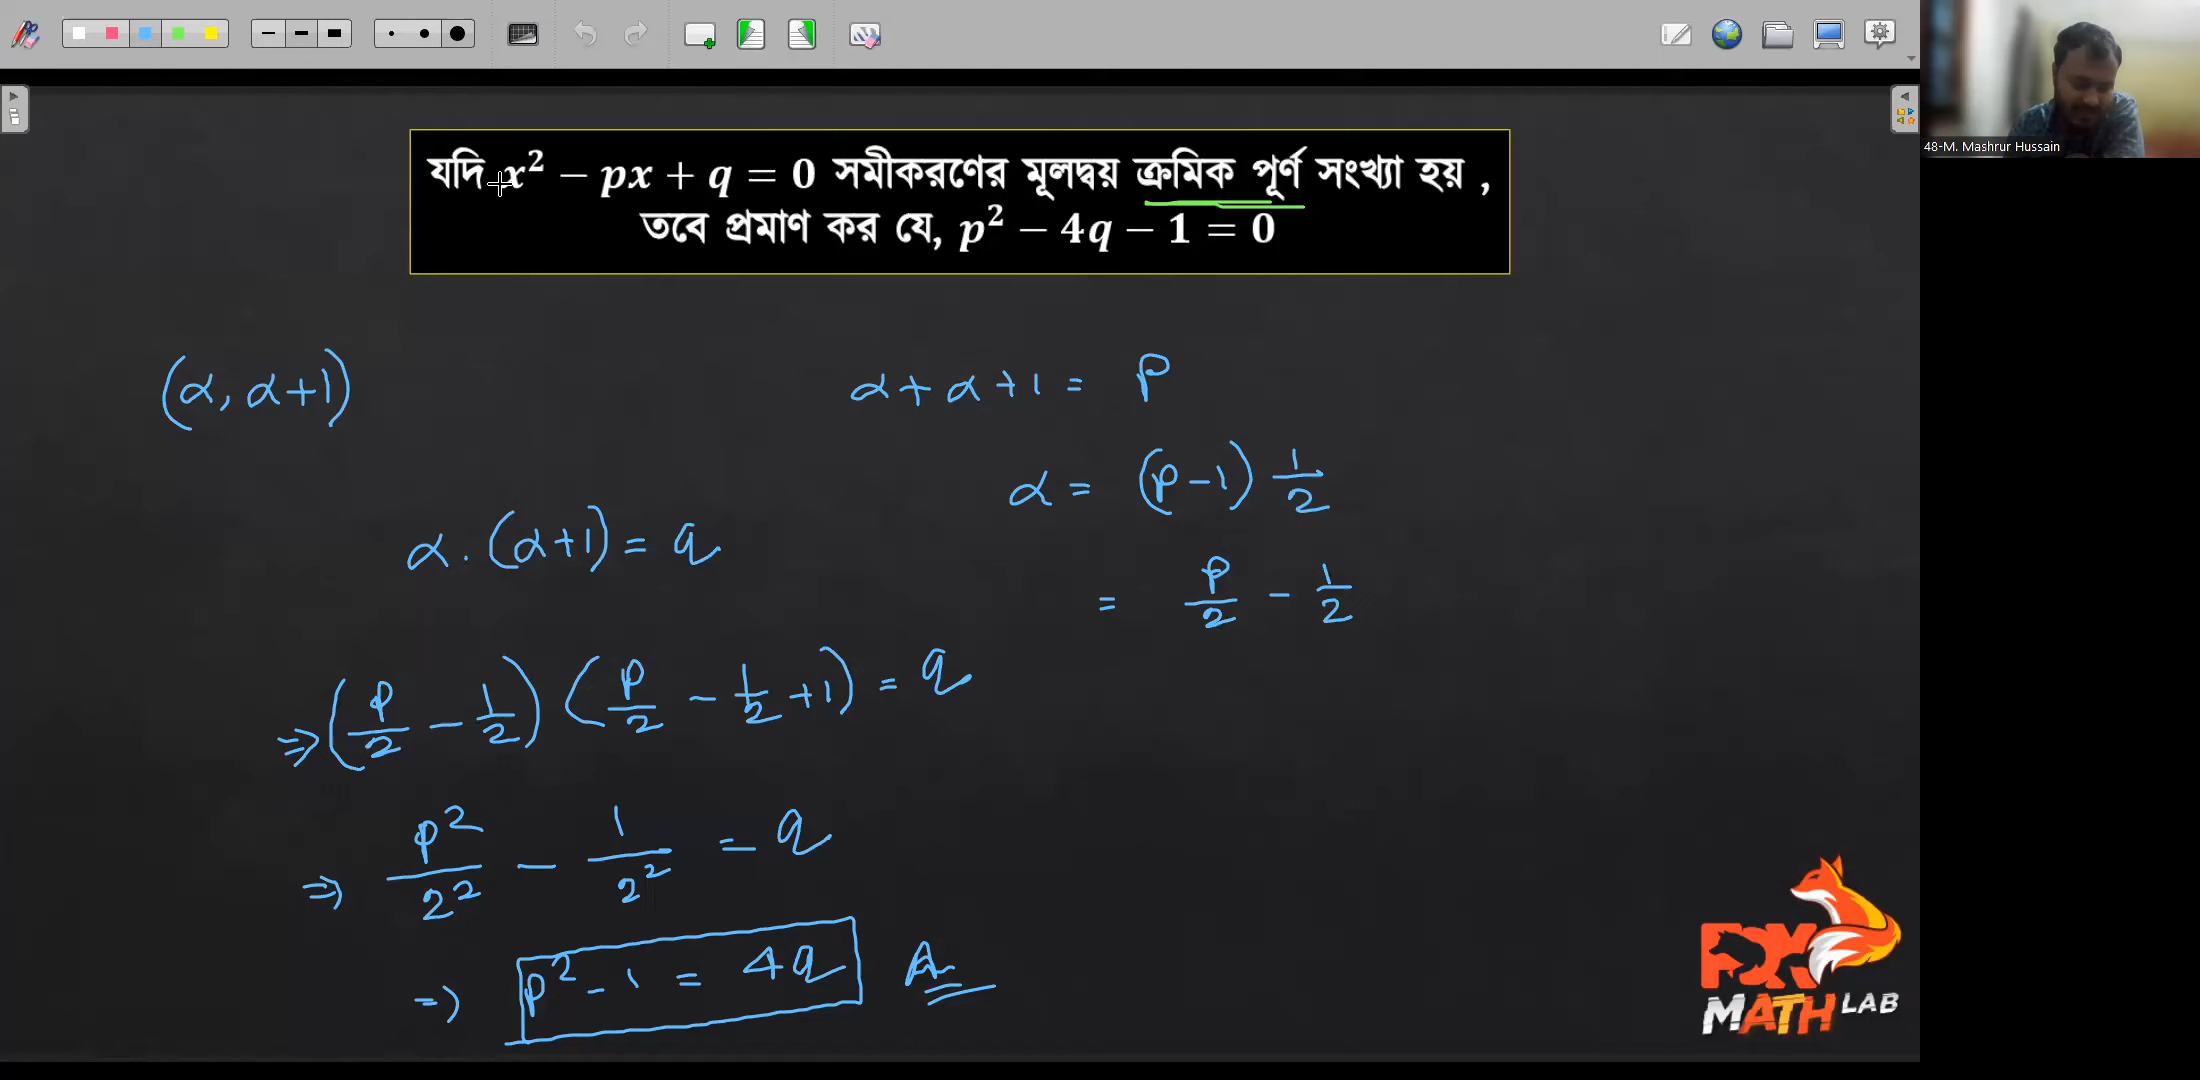 48-M. Mashrur Hussain
যদি x² − px + q = 0 সমীকরণের মূলদ্বয় ক্রমিক পূর্ণ সংখ্যা হয় ,
তবে প্রমাণ কর যে, p² − 4q − 1 = 0
(α, α+1)
α + α + 1 = P
α = (P−1) 1/2
= P/2 − 1/2
α . (α+1) = q
⇒ (P/2 − 1/2) (P/2 − 1/2 + 1) = q
⇒ P²/2² − 1/2² = q
⇒ P² − 1 = 4q
FOX
MATH LAB